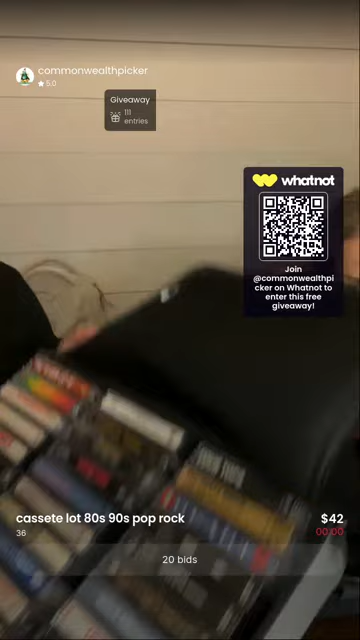 commonwealthpicker
★ 5.0
Giveaway
111
entries
whatnot
Join
@commonwealthpi
cker on Whatnot to
enter this free
giveaway!
cassete lot 80s 90s pop rock
$42
36
00:00
20 bids